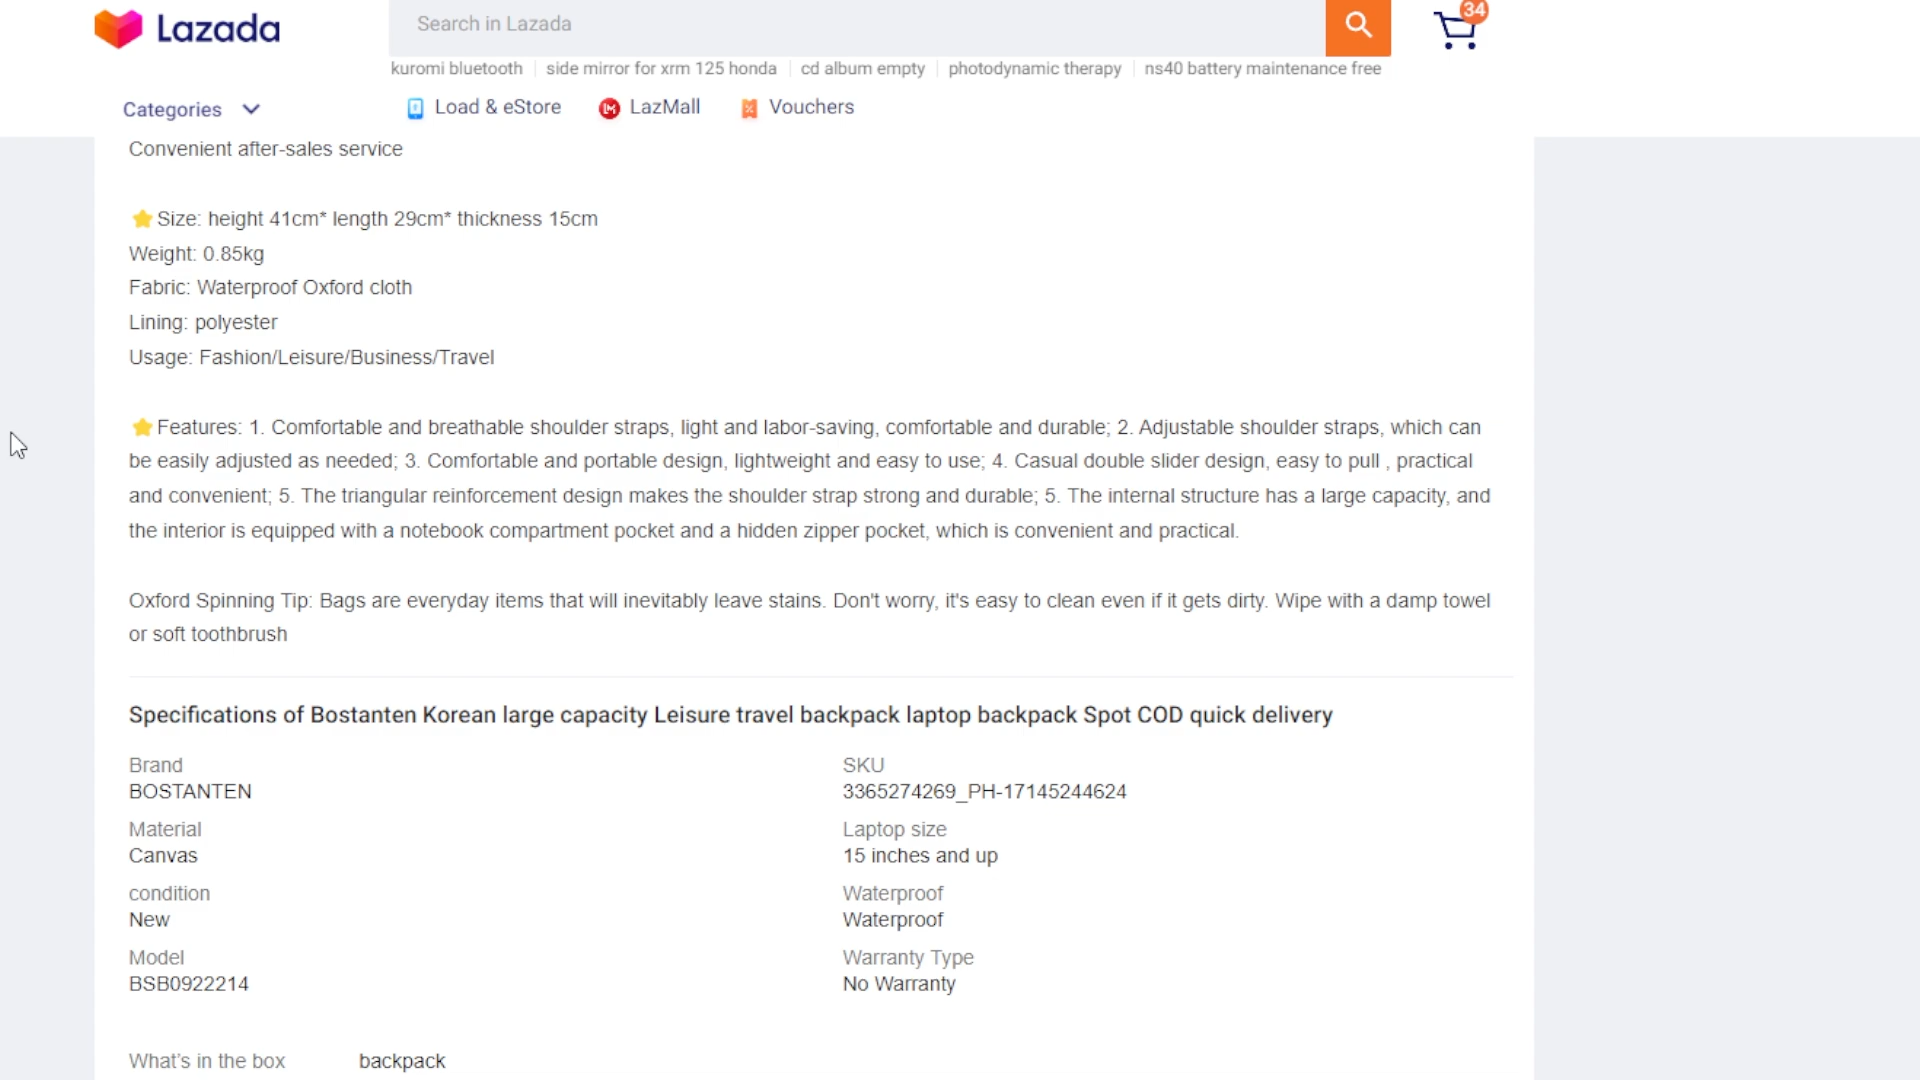 Lazada
Search in Lazada
34
kuromi bluetooth side mirror for xrm 125 honda cd album empty photodynamic therapy ns40 battery maintenance free
Categories Load & eStore LazMall Vouchers
Convenient after-sales service
⭐Size: height 41cm* length 29cm* thickness 15cm
Weight: 0.85kg
Fabric: Waterproof Oxford cloth
Lining: polyester
Usage: Fashion/Leisure/Business/Travel
⭐Features: 1. Comfortable and breathable shoulder straps, light and labor-saving, comfortable and durable; 2. Adjustable shoulder straps, which can
be easily adjusted as needed; 3. Comfortable and portable design, lightweight and easy to use; 4. Casual double slider design, easy to pull , practical
and convenient; 5. The triangular reinforcement design makes the shoulder strap strong and durable; 5. The internal structure has a large capacity, and
the interior is equipped with a notebook compartment pocket and a hidden zipper pocket, which is convenient and practical.
Oxford Spinning Tip: Bags are everyday items that will inevitably leave stains. Don't worry, it's easy to clean even if it gets dirty. Wipe with a damp towel
or soft toothbrush
Specifications of Bostanten Korean large capacity Leisure travel backpack laptop backpack Spot COD quick delivery
Brand
BOSTANTEN
SKU
3365274269_PH-17145244624
Material
Canvas
Laptop size
15 inches and up
condition
New
Waterproof
Waterproof
Model
BSB0922214
Warranty Type
No Warranty
What's in the box backpack